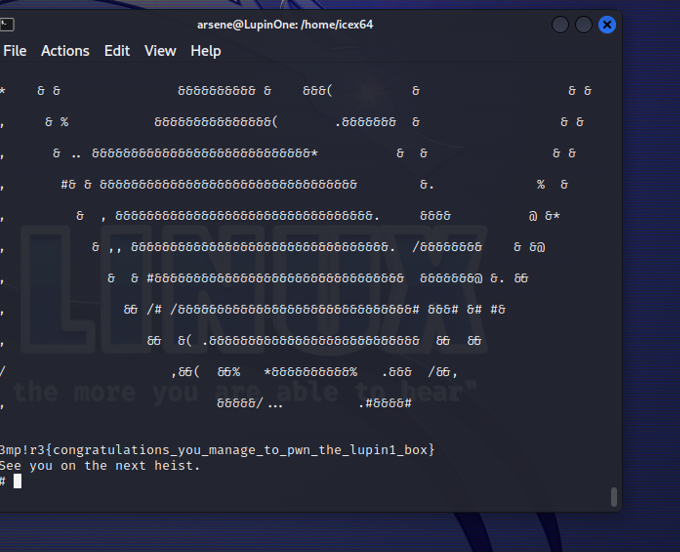 arsene@LupinOne: /home/icex64
File Actions Edit View Help
* & & &&&&&&&&&& & &&&( & & &
, & % &&&&&&&&&&&&&&&( .&&&&&&& & & &
, & .. &&&&&&&&&&&&&&&&&&&&&&&&&&&&* & & & &
, #& & &&&&&&&&&&&&&&&&&&&&&&&&&&&&&&&&& &. % &
, & , &&&&&&&&&&&&&&&&&&&&&&&&&&&&&&&&&. &&&& @ &*
, & ,, &&&&&&&&&&&&&&&&&&&&&&&&&&&&&&&&&. /&&&&&&&& & &@
, & & #&&&&&&&&&&&&&&&&&&&&&&&&&&&&&&&& &&&&&&&@ &. &&
, && /# /&&&&&&&&&&&&&&&&&&&&&&&&&&&&&&# &&&# &# #&
, && &( .&&&&&&&&&&&&&&&&&&&&&&&&&&& && &&
/ ,&&( &&% *&&&&&&&&&&% .&&& /&&,
, &&&&&/... .#&&&&#
3mp!r3{congratulations_you_manage_to_pwn_the_lupin1_box}
See you on the next heist.
#
LINUX
the more you are able to hear"